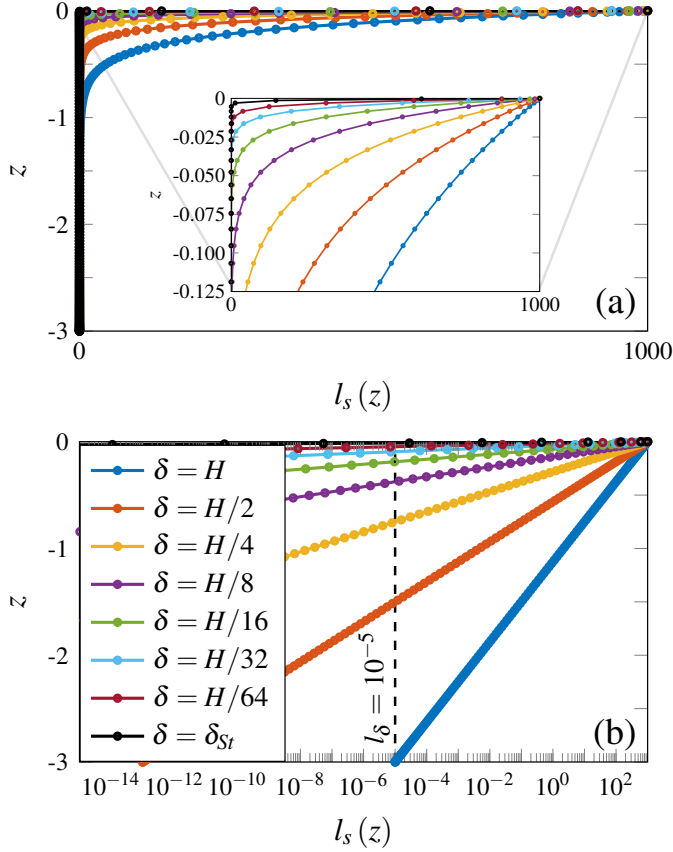 0
-1
-2
-3
z
0
1000
l_s (z)
(a)
0
-0.025
-0.050
-0.075
-0.100
-0.125
z
0
1000
0
-1
-2
-3
z
δ = H
δ = H/2
δ = H/4
δ = H/8
δ = H/16
δ = H/32
δ = H/64
δ = δ_St
l_δ = 10^-5
(b)
10^-14 10^-12 10^-10 10^-8 10^-6 10^-4 10^-2 10^0 10^2
l_s (z)